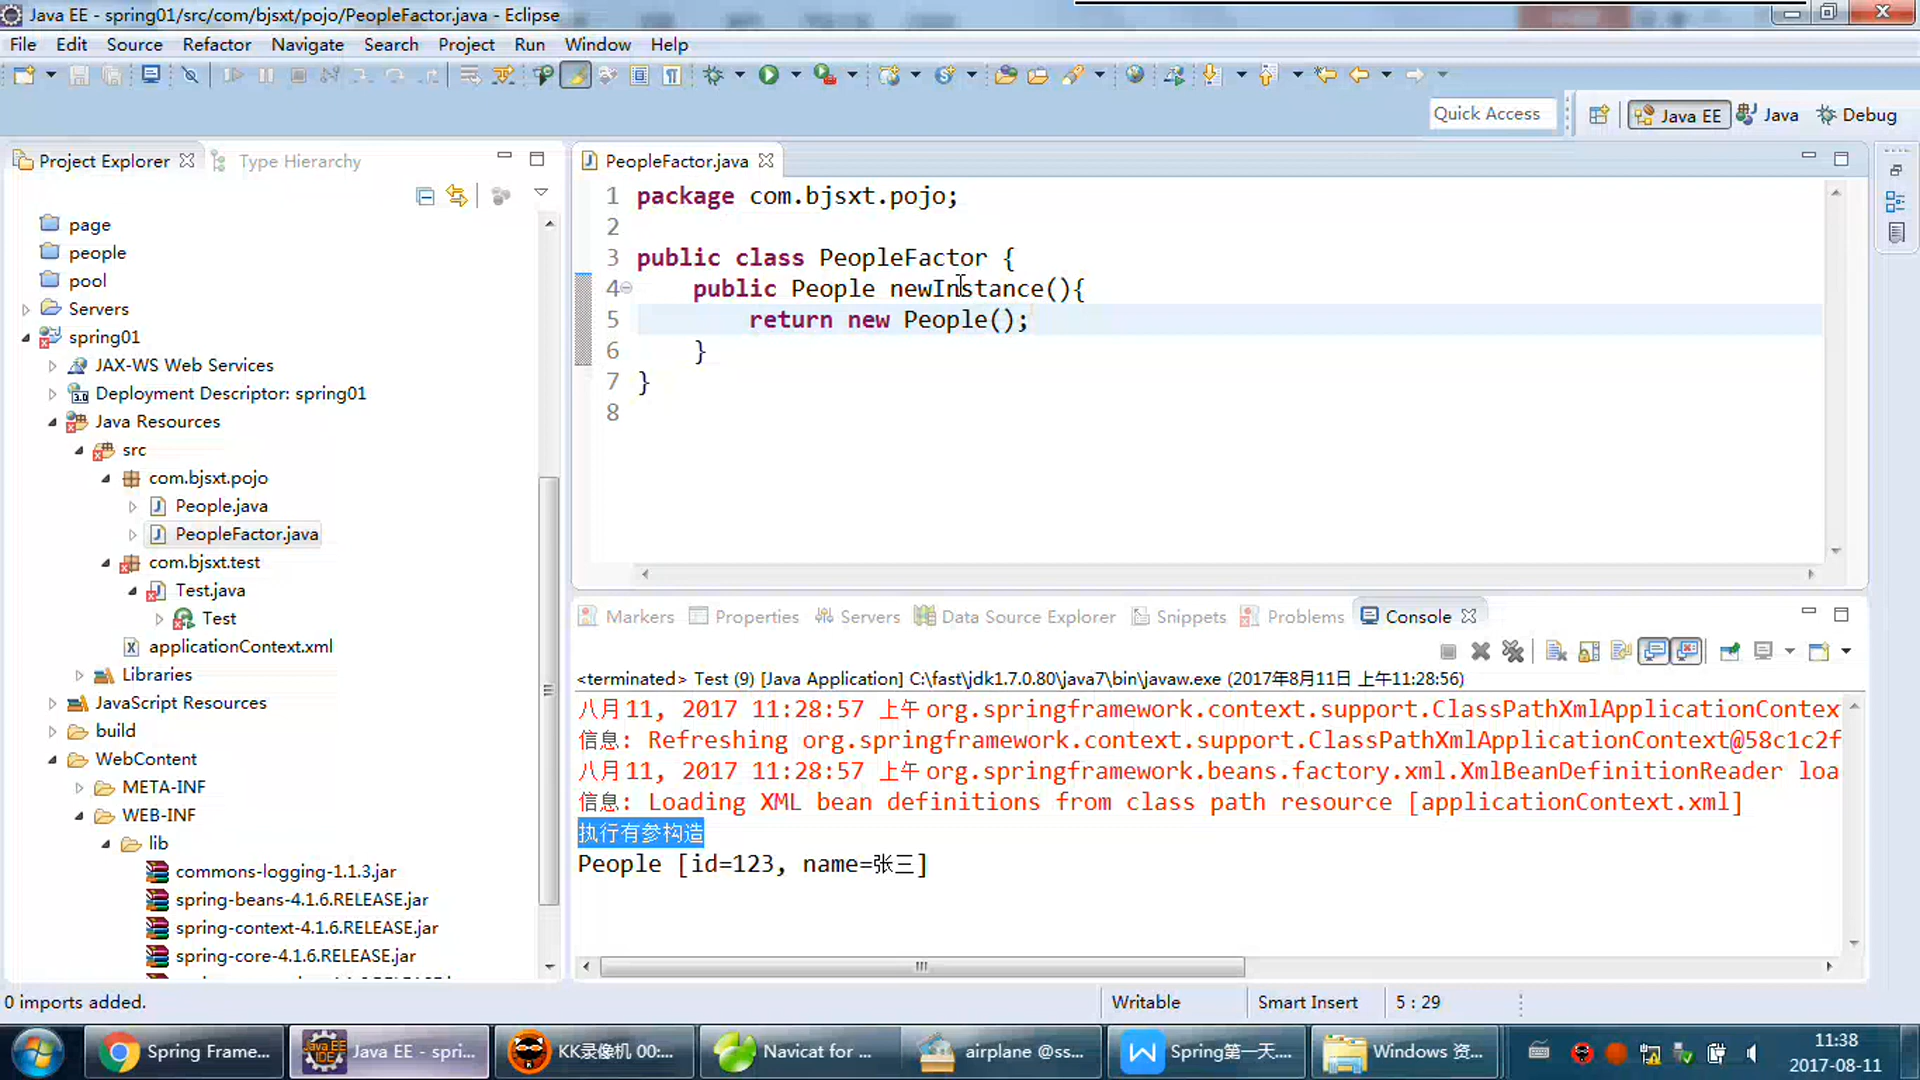 Java EE - spring01/src/com/bjsxt/pojo/PeopleFactor.java - Eclipse
File Edit Source Refactor Navigate Search Project Run Window Help
Quick Access
Java EE
Java
Debug
Project Explorer
Type Hierarchy
page
people
pool
Servers
spring01
JAX-WS Web Services
Deployment Descriptor: spring01
Java Resources
src
com.bjsxt.pojo
People.java
PeopleFactor.java
com.bjsxt.test
Test.java
Test
applicationContext.xml
Libraries
JavaScript Resources
build
WebContent
META-INF
WEB-INF
lib
commons-logging-1.1.3.jar
spring-beans-4.1.6.RELEASE.jar
spring-context-4.1.6.RELEASE.jar
spring-core-4.1.6.RELEASE.jar
PeopleFactor.java
1 package com.bjsxt.pojo;
2
3 public class PeopleFactor {
4 public People newInstance(){
5 return new People();
6 }
7 }
8
Markers Properties Servers Data Source Explorer Snippets Problems Console
<terminated> Test (9) [Java Application] C:\fast\jdk1.7.0.80\java7\bin\javaw.exe (2017年8月11日 上午11:28:56)
八月 11, 2017 11:28:57 上午 org.springframework.context.support.ClassPathXmlApplicationContex
信息: Refreshing org.springframework.context.support.ClassPathXmlApplicationContext@58c1c2f
八月 11, 2017 11:28:57 上午 org.springframework.beans.factory.xml.XmlBeanDefinitionReader loa
信息: Loading XML bean definitions from class path resource [applicationContext.xml]
执行有参构造
People [id=123, name=张三]
0 imports added.
Writable
Smart Insert
5 : 29
Spring Frame...
Java EE - spri...
KK录像机 00:...
Navicat for ...
airplane @ss...
Spring第一天....
Windows 资...
11:38
2017-08-11